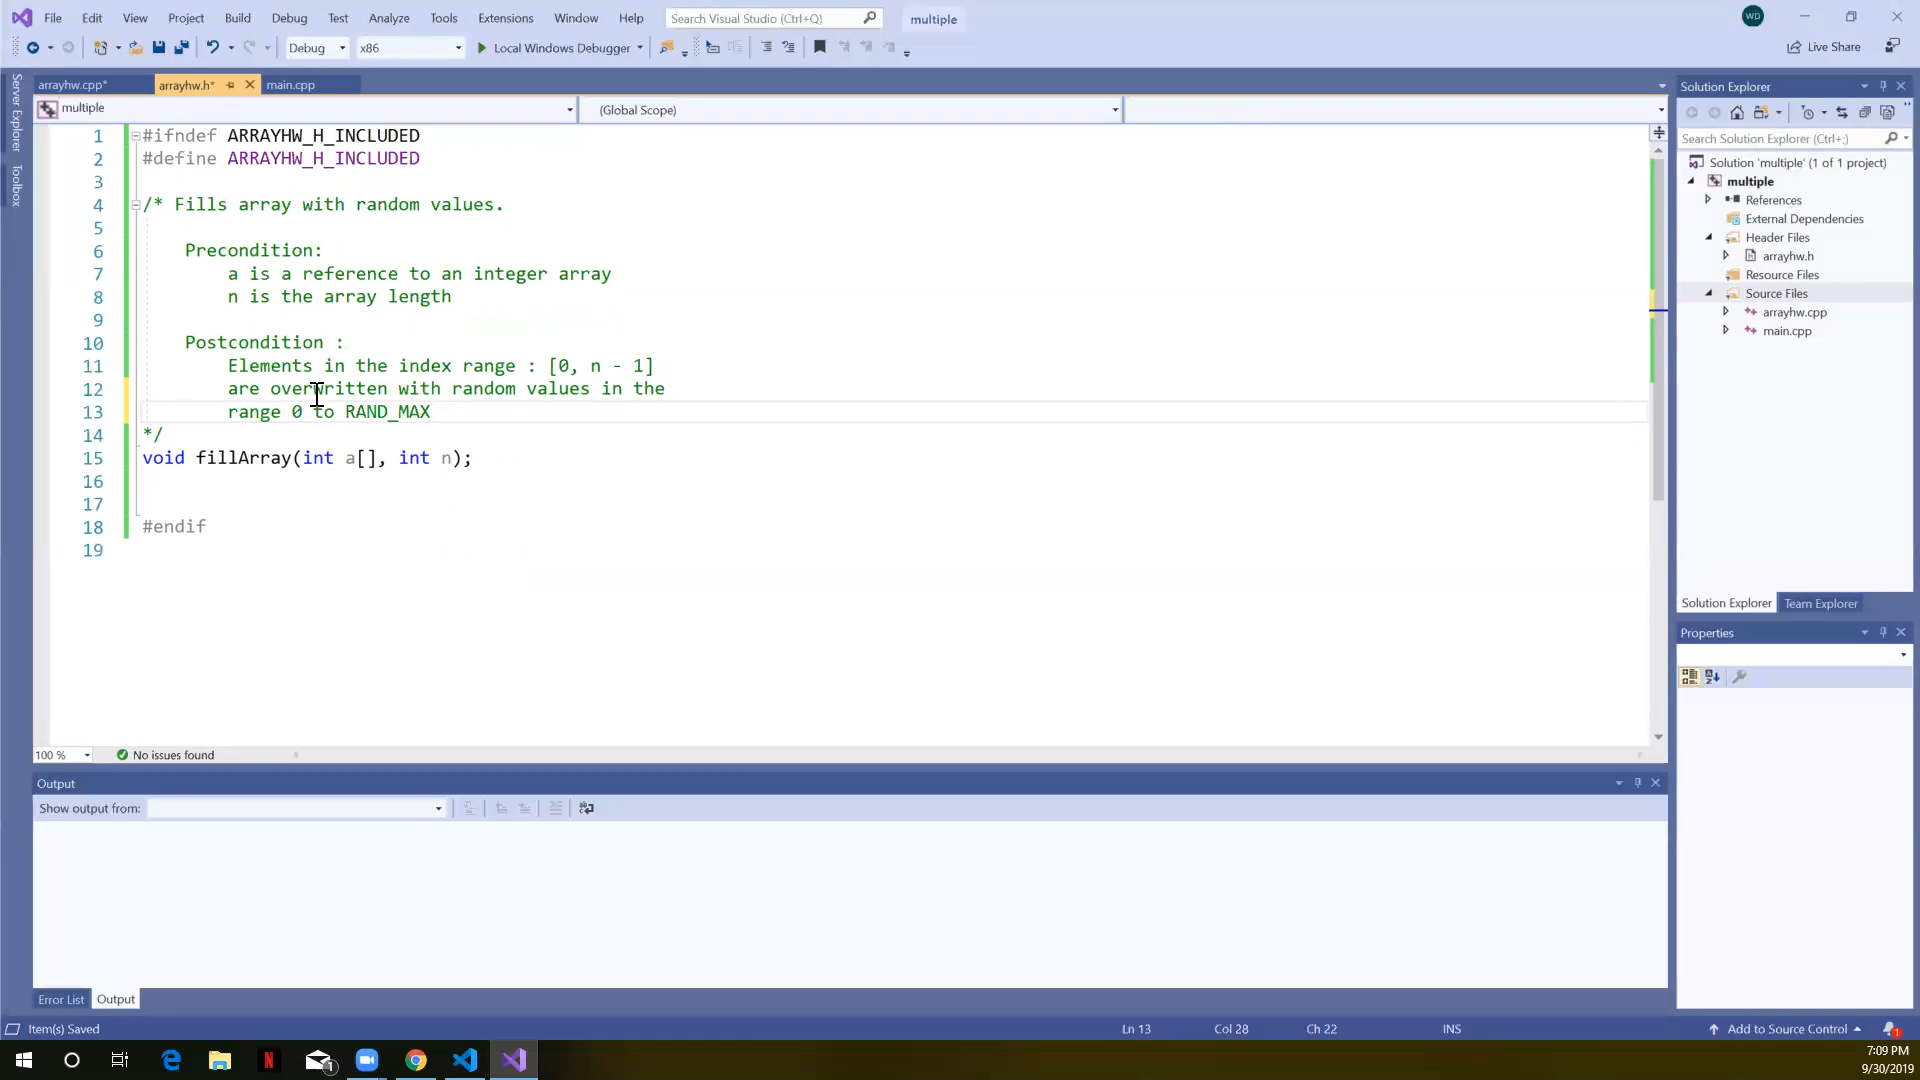 File Edit View Project Build Debug Test Analyze Tools Extensions Window Help Search Visual Studio (Ctrl+Q) multiple WD
Debug x86 Local Windows Debugger Live Share
arrayhw.cpp* arrayhw.h* main.cpp
multiple (Global Scope)
Server Explorer
Toolbox
1 #ifndef ARRAYHW_H_INCLUDED
2 #define ARRAYHW_H_INCLUDED
3
4 /* Fills array with random values.
5
6 Precondition:
7 a is a reference to an integer array
8 n is the array length
9
10 Postcondition :
11 Elements in the index range : [0, n - 1]
12 are overwritten with random values in the
13 range 0 to RAND_MAX
14 */
15 void fillArray(int a[], int n);
16
17
18 #endif
19
100 % No issues found
Output
Show output from:
Error List Output
Solution Explorer
Search Solution Explorer (Ctrl+;)
Solution 'multiple' (1 of 1 project)
multiple
References
External Dependencies
Header Files
arrayhw.h
Resource Files
Source Files
arrayhw.cpp
main.cpp
Solution Explorer Team Explorer
Properties
Item(s) Saved Ln 13 Col 28 Ch 22 INS Add to Source Control 1
1
7:09 PM
9/30/2019